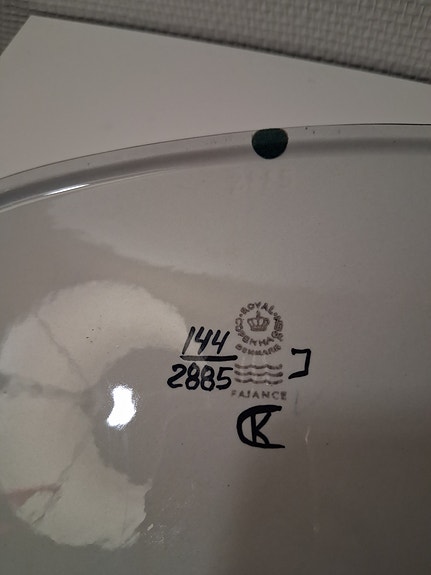 ROYAL
COPENHAGEN
DENMARK
144
2885
FAJANCE